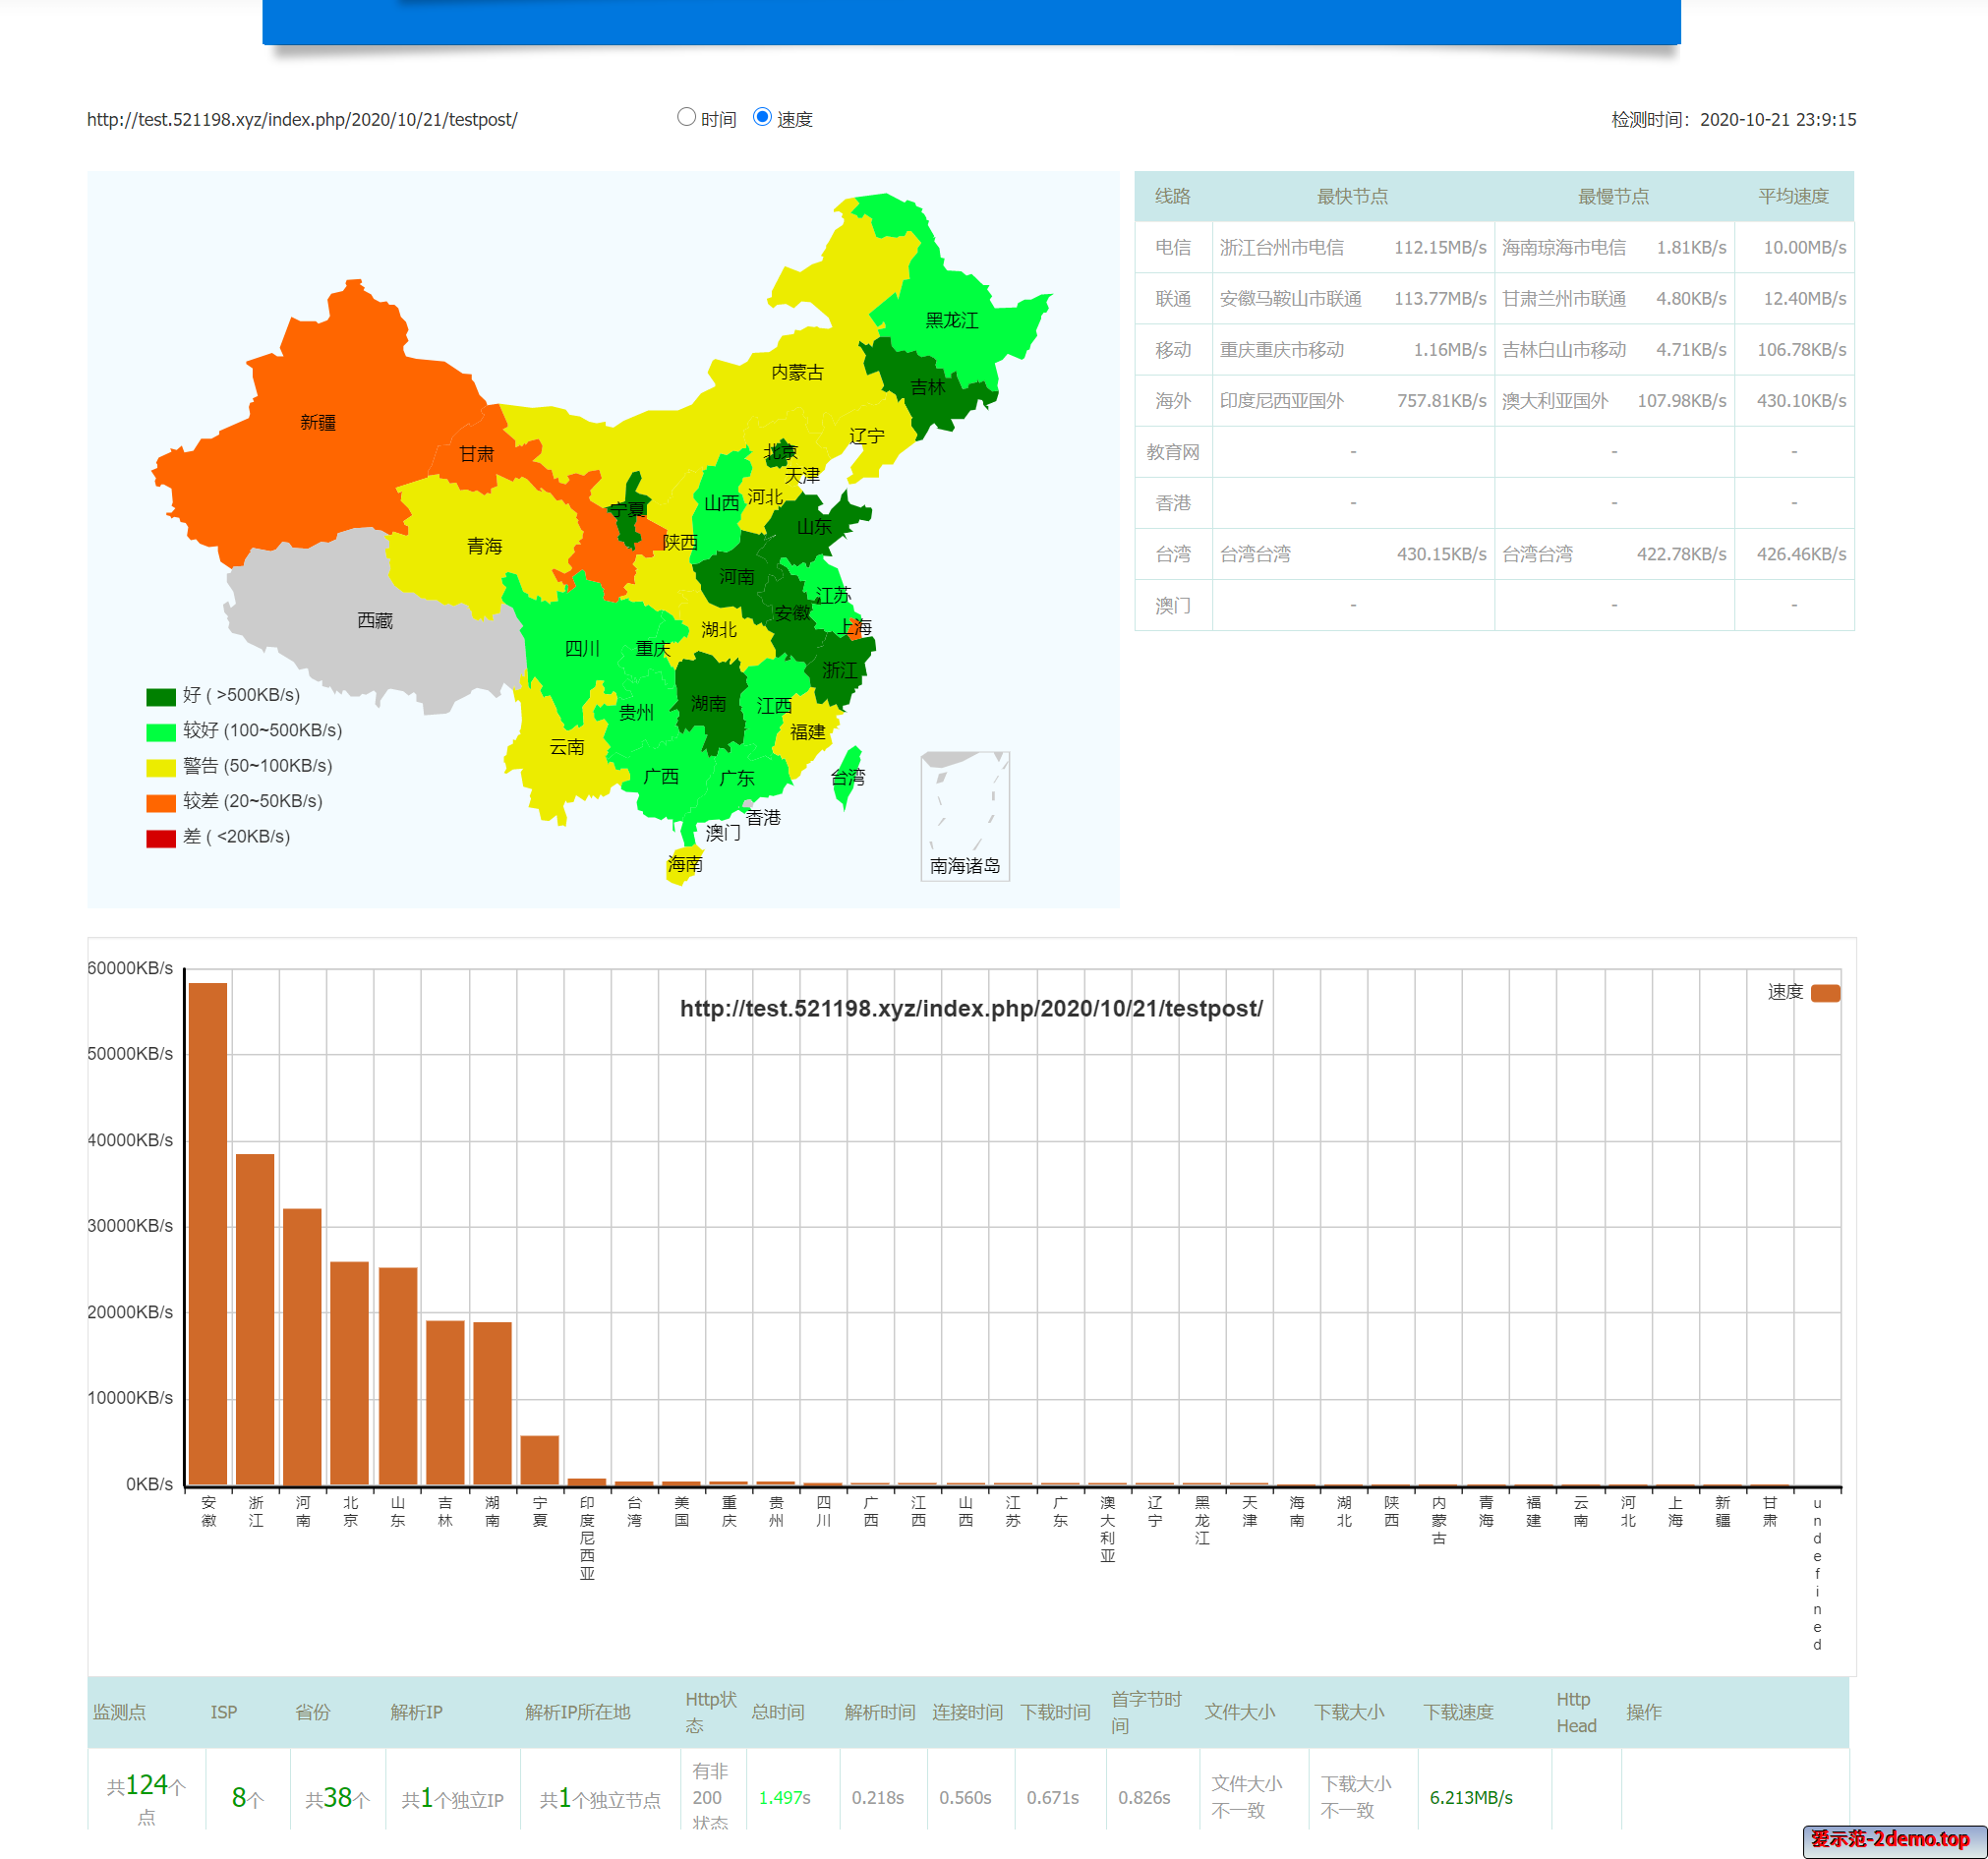 http://test.521198.xyz/index.php/2020/10/21/testpost/ 时间 速度 检测时间：2020-10-21 23:9:15
线路 最快节点 最慢节点 平均速度
电信 浙江台州市电信 112.15MB/s 海南琼海市电信 1.81KB/s 10.00MB/s
联通 安徽马鞍山市联通 113.77MB/s 甘肃兰州市联通 4.80KB/s 12.40MB/s
移动 重庆重庆市移动 1.16MB/s 吉林白山市移动 4.71KB/s 106.78KB/s
海外 印度尼西亚国外 757.81KB/s 澳大利亚国外 107.98KB/s 430.10KB/s
教育网 - - -
香港 - - -
台湾 台湾台湾 430.15KB/s 台湾台湾 422.78KB/s 426.46KB/s
澳门 - - -
黑龙江
内蒙古
吉林
新疆
辽宁
甘肃
北京
天津
河北
山西
宁夏
山东
陕西
青海
河南
江苏
安徽
西藏
上海
湖北
四川
重庆
浙江
湖南
江西
贵州
福建
云南
广西
广东
台湾
香港
澳门
海南
南海诸岛
好 ( >500KB/s)
较好 (100~500KB/s)
警告 (50~100KB/s)
较差 (20~50KB/s)
差 ( <20KB/s)
http://test.521198.xyz/index.php/2020/10/21/testpost/
速度
60000KB/s
50000KB/s
40000KB/s
30000KB/s
20000KB/s
10000KB/s
0KB/s
安徽
浙江
河南
北京
山东
吉林
湖南
宁夏
印度尼西亚
台湾
美国
重庆
贵州
四川
广西
江西
山西
江苏
广东
澳大利亚
辽宁
黑龙江
天津
海南
湖北
陕西
内蒙古
青海
福建
云南
河北
上海
新疆
甘肃
undefined
监测点 ISP 省份 解析IP 解析IP所在地 Http状态 总时间 解析时间 连接时间 下载时间 首字节时间 文件大小 下载大小 下载速度 Http Head 操作
共124个点 8个 共38个 共1个独立IP 共1个独立节点 有非200状态 1.497s 0.218s 0.560s 0.671s 0.826s 文件大小不一致 下载大小不一致 6.213MB/s
爱示范-2demo.top